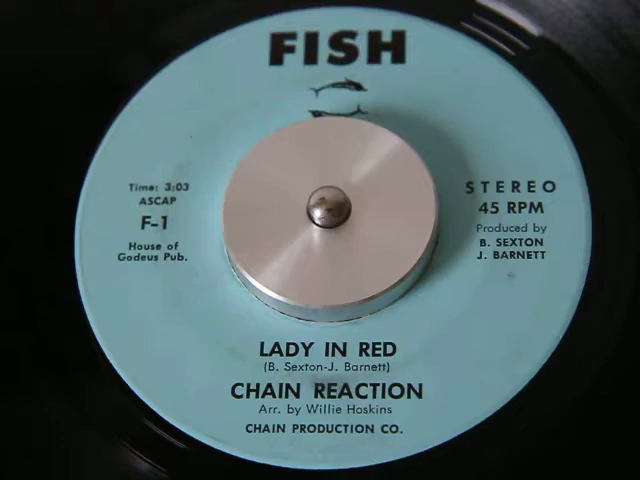 FISH
Time: 3:03
ASCAP
F-1
House of
Godeus Pub.
STEREO
45 RPM
Produced by
B. SEXTON
J. BARNETT
LADY IN RED
(B. Sexton-J. Barnett)
CHAIN REACTION
Arr. by Willie Hoskins
CHAIN PRODUCTION CO.